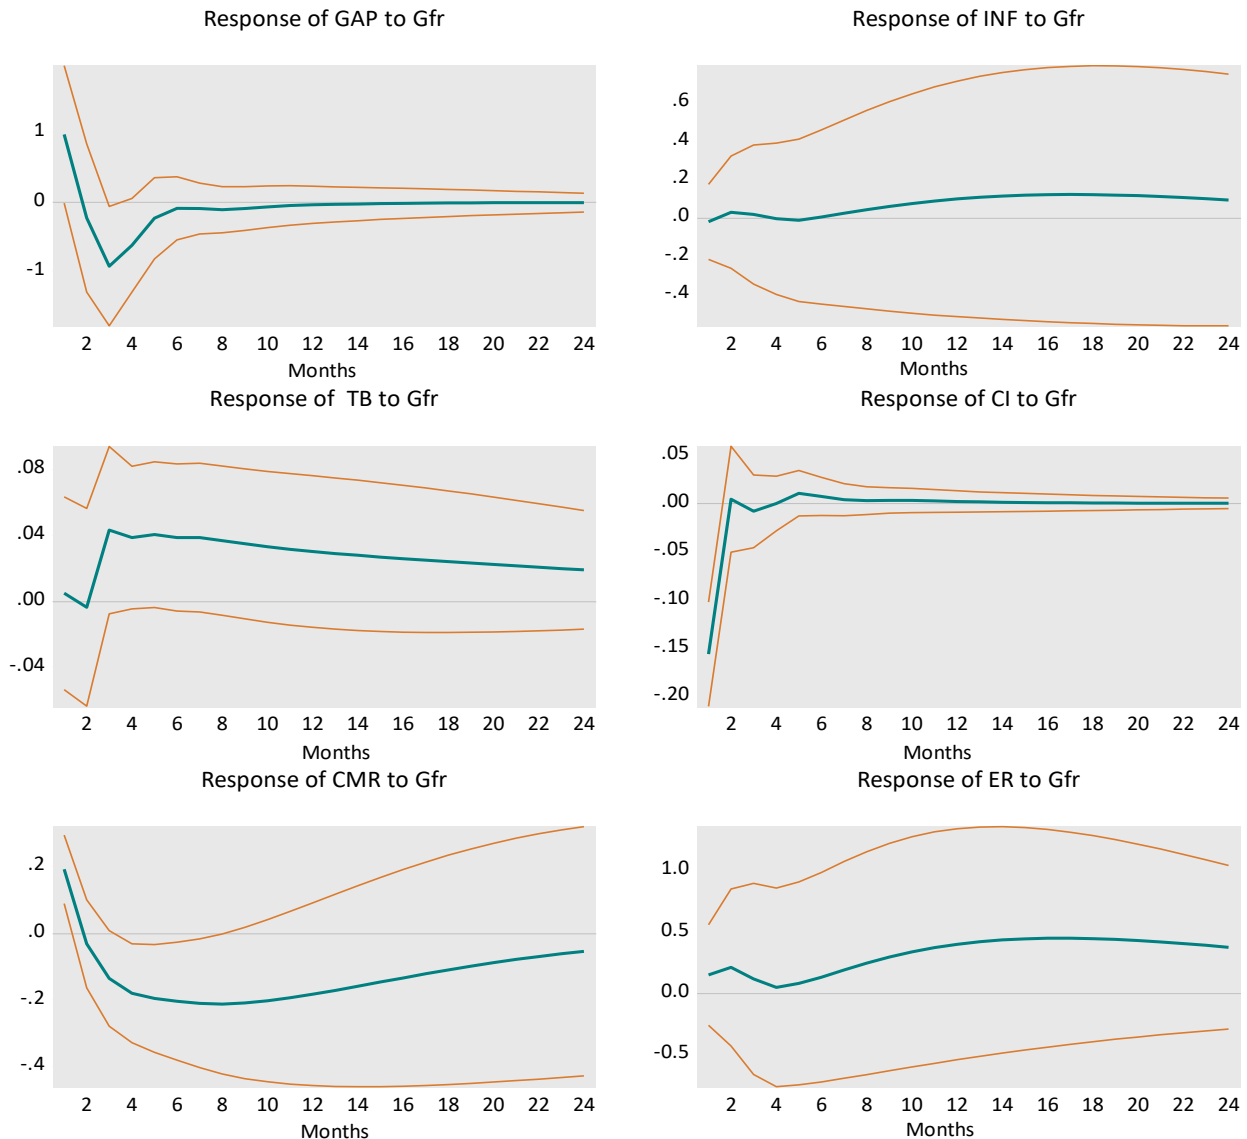 Response of GAP to Gfr
1
0
-1
2 4 6 8 10 12 14 16 18 20 22 24
Months
Response of INF to Gfr
.6
.4
.2
.0
-.2
-.4
2 4 6 8 10 12 14 16 18 20 22 24
Months
Response of TB to Gfr
.08
.04
.00
-.04
2 4 6 8 10 12 14 16 18 20 22 24
Months
Response of CI to Gfr
.05
.00
-.05
-.10
-.15
-.20
2 4 6 8 10 12 14 16 18 20 22 24
Months
Response of CMR to Gfr
.2
.0
-.2
-.4
2 4 6 8 10 12 14 16 18 20 22 24
Months
Response of ER to Gfr
1.0
0.5
0.0
-0.5
2 4 6 8 10 12 14 16 18 20 22 24
Months